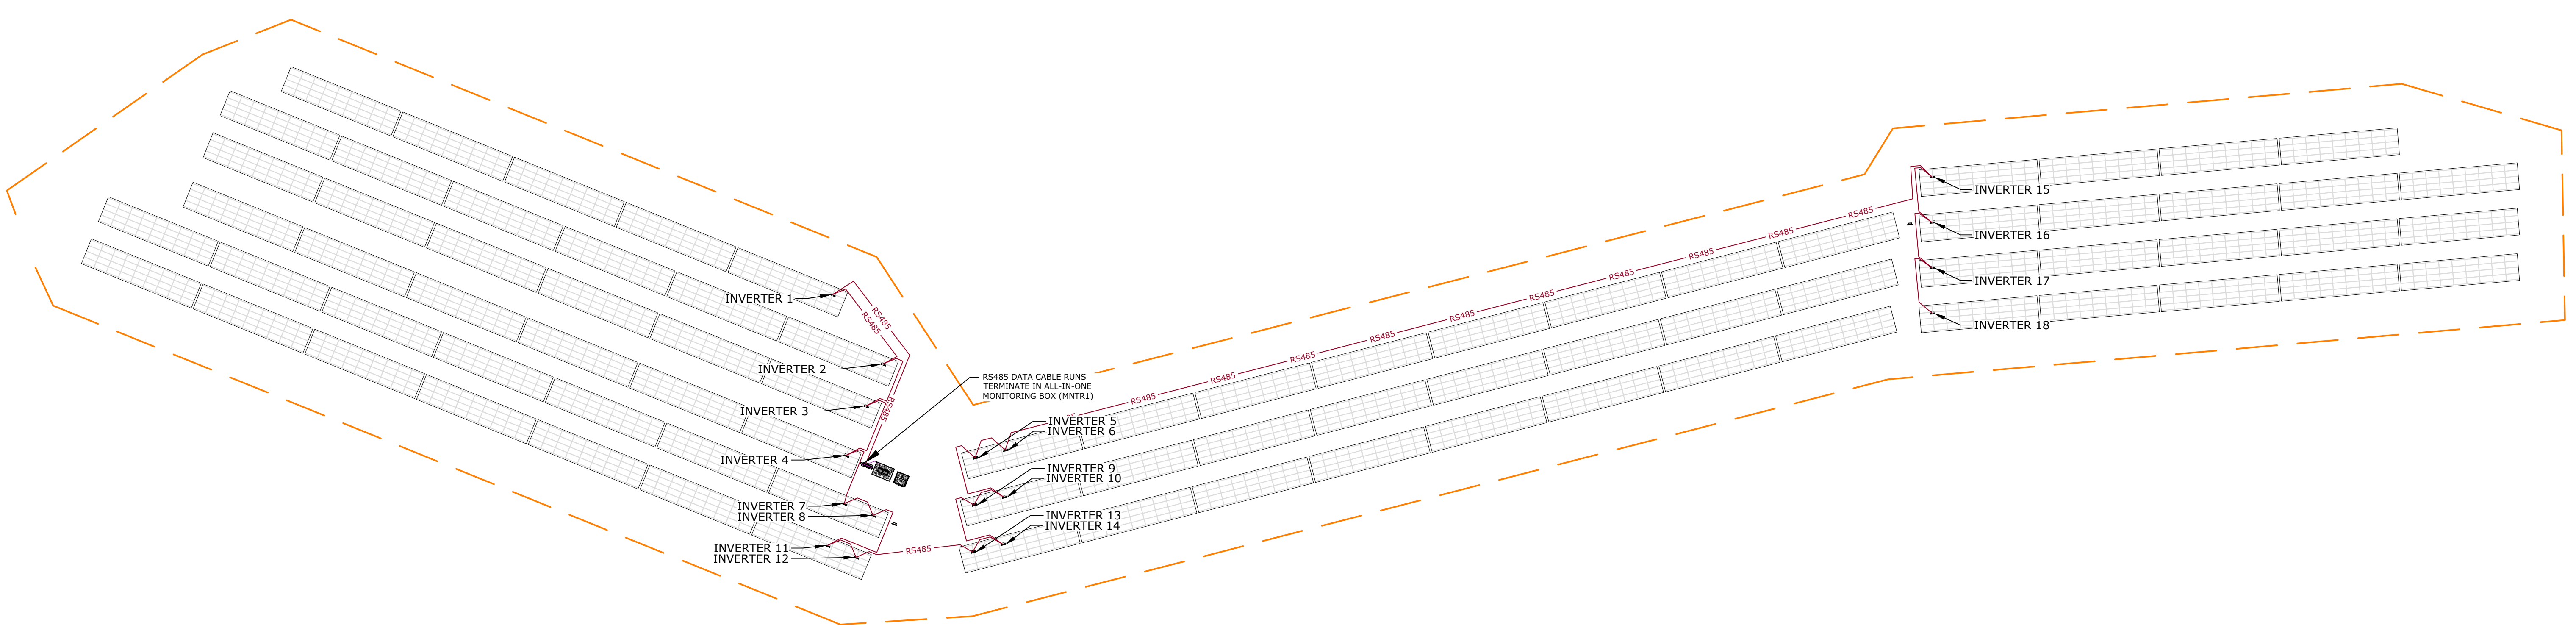 INVERTER 1
RS485
RS485
INVERTER 2
INVERTER 3
RS485
RS485
INVERTER 4
RS485 DATA CABLE RUNS
TERMINATE IN ALL-IN-ONE
MONITORING BOX (MNTR1)
INVERTER 7
INVERTER 8
INVERTER 11
INVERTER 12
RS485
INVERTER 5
INVERTER 6
INVERTER 9
INVERTER 10
INVERTER 13
INVERTER 14
RS485
RS485
RS485
RS485
RS485
RS485
RS485
RS485
RS485
RS485
INVERTER 15
INVERTER 16
INVERTER 17
INVERTER 18